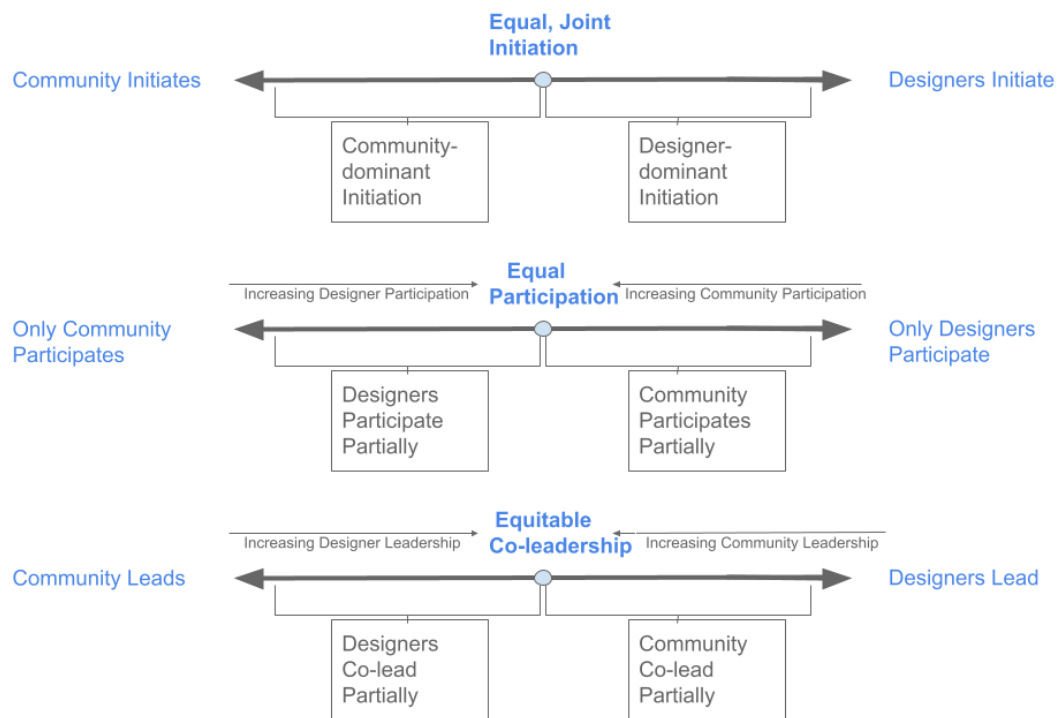 Equal, Joint
Initiation
Community Initiates
Designers Initiate
Community-
dominant
Initiation
Designer-
dominant
Initiation
Equal
Participation
Increasing Designer Participation
Increasing Community Participation
Only Community
Participates
Only Designers
Participate
Designers
Participate
Partially
Community
Participates
Partially
Equitable
Co-leadership
Increasing Designer Leadership
Increasing Community Leadership
Community Leads
Designers Lead
Designers
Co-lead
Partially
Community
Co-lead
Partially